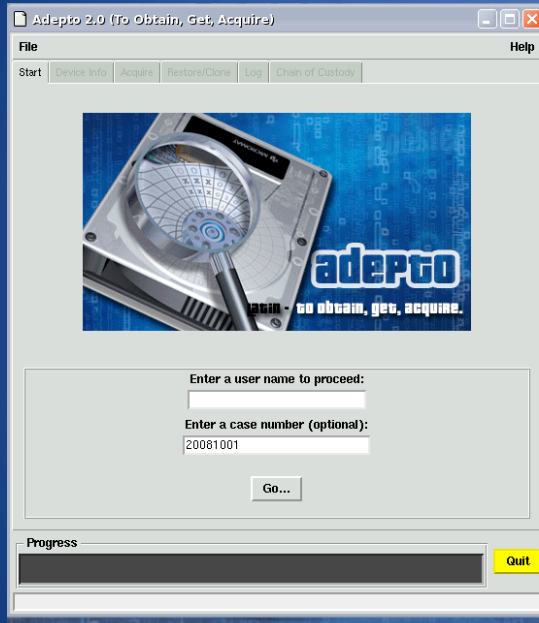 Adepto 2.0 (To Obtain, Get, Acquire)
File Help
Start Device Info Acquire Restore/Clone Log Chain of Custody
adepto
latin - to obtain, get, acquire.
Enter a user name to proceed:
Enter a case number (optional):
20081001
Go...
Progress
Quit